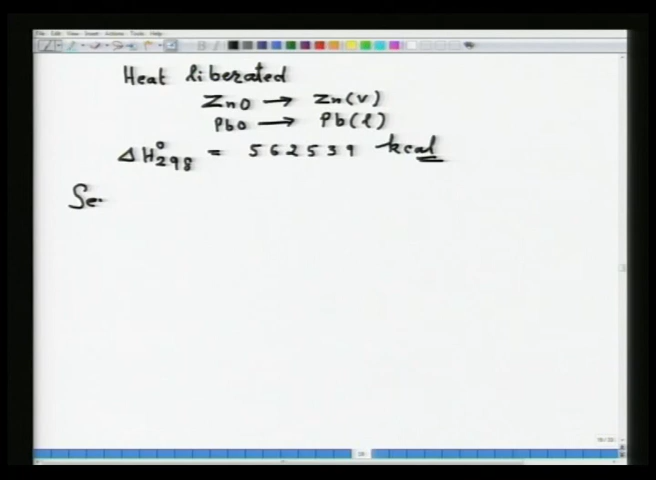 Heat liberated
ZnO → Zn(v)
PbO → Pb(l)
ΔH°298 = 562539 kcal
Se